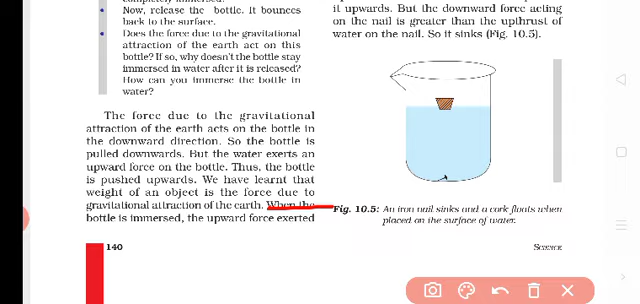 completely immersed.
• Now, release the bottle. It bounces
back to the surface.
• Does the force due to the gravitational
attraction of the earth act on this
bottle? If so, why doesn't the bottle stay
immersed in water after it is released?
How can you immerse the bottle in
water?
The force due to the gravitational
attraction of the earth acts on the bottle in
the downward direction. So the bottle is
pulled downwards. But the water exerts an
upward force on the bottle. Thus, the bottle
is pushed upwards. We have learnt that
weight of an object is the force due to
gravitational attraction of the earth. When the
bottle is immersed, the upward force exerted
140
it upwards. But the downward force acting
on the nail is greater than the upthrust of
water on the nail. So it sinks (Fig. 10.5).
Fig. 10.5: An iron nail sinks and a cork floats when
placed on the surface of water.
SCIENCE